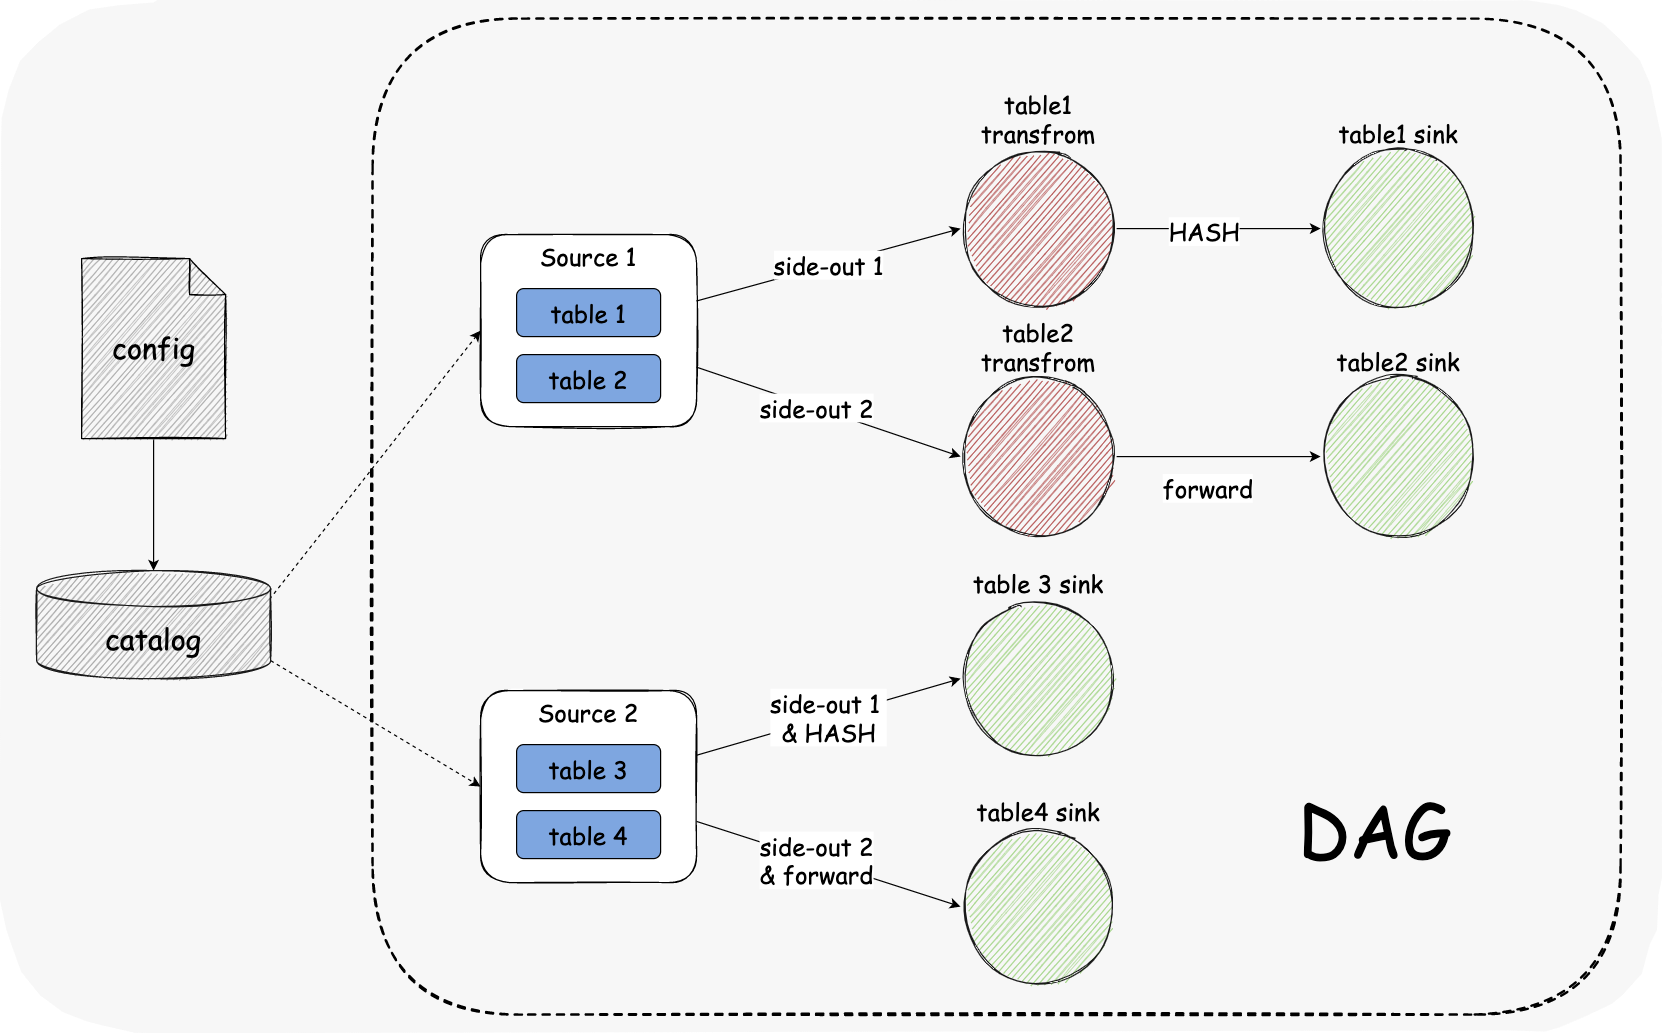 table1
transfrom
table1 sink
HASH
Source 1
table 1
table 2
side-out 1
side-out 2
config
table2
transfrom
table2 sink
forward
catalog
table 3 sink
Source 2
table 3
table 4
side-out 1
& HASH
side-out 2
& forward
table4 sink
DAG